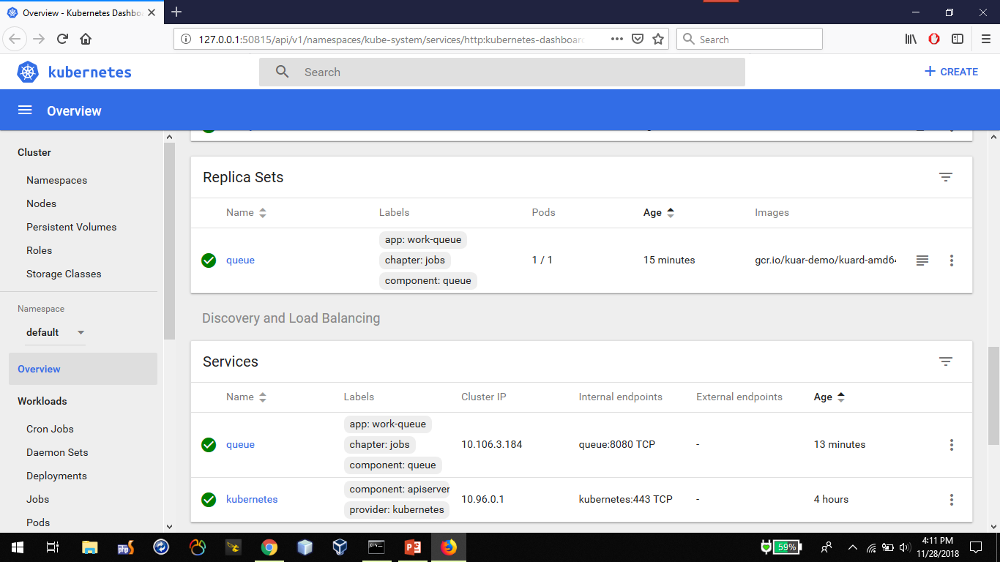 Overview - Kubernetes Dashbo
127.0.0.1:50815/api/v1/namespaces/kube-system/services/http:kubernetes-dashboard
Search
kubernetes
Search
+ CREATE
Overview
Cluster
Namespaces
Nodes
Persistent Volumes
Roles
Storage Classes
Namespace
default
Overview
Workloads
Cron Jobs
Daemon Sets
Deployments
Jobs
Pods
Replica Sets
Name Labels Pods Age Images
app: work-queue
chapter: jobs
component: queue
queue 1 / 1 15 minutes gcr.io/kuar-demo/kuard-amd64
Discovery and Load Balancing
Services
Name Labels Cluster IP Internal endpoints External endpoints Age
app: work-queue
chapter: jobs
component: queue
queue 10.106.3.184 queue:8080 TCP - 13 minutes
component: apiserver
provider: kubernetes
kubernetes 10.96.0.1 kubernetes:443 TCP - 4 hours
php
59%
4:11 PM
11/28/2018